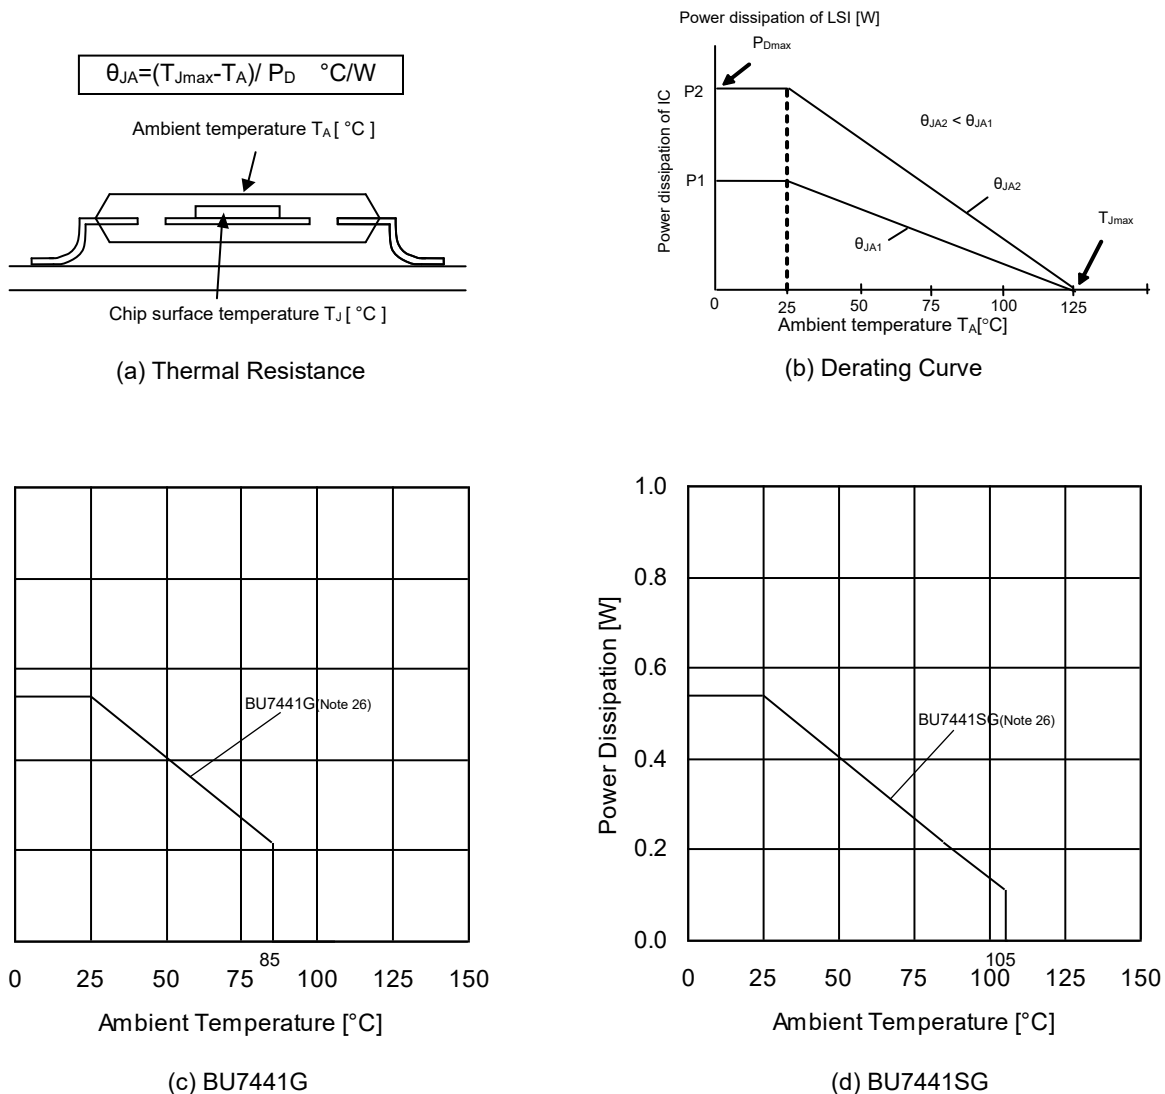 θJA=(TJmax-TA)/ PD °C/W
Ambient temperature TA [ °C ]
Chip surface temperature TJ [ °C ]
(a) Thermal Resistance
Power dissipation of LSI [W]
PDmax
Power dissipation of IC
P2
P1
θJA2 < θJA1
θJA2
θJA1
TJmax
0 25 50 75 100 125
Ambient temperature TA[°C]
(b) Derating Curve
BU7441G(Note 26)
85
0 25 50 75 100 125 150
Ambient Temperature [°C]
(c) BU7441G
1.0
0.8
0.6
0.4
0.2
0.0
Power Dissipation [W]
BU7441SG(Note 26)
105
0 25 50 75 100 125 150
Ambient Temperature [°C]
(d) BU7441SG